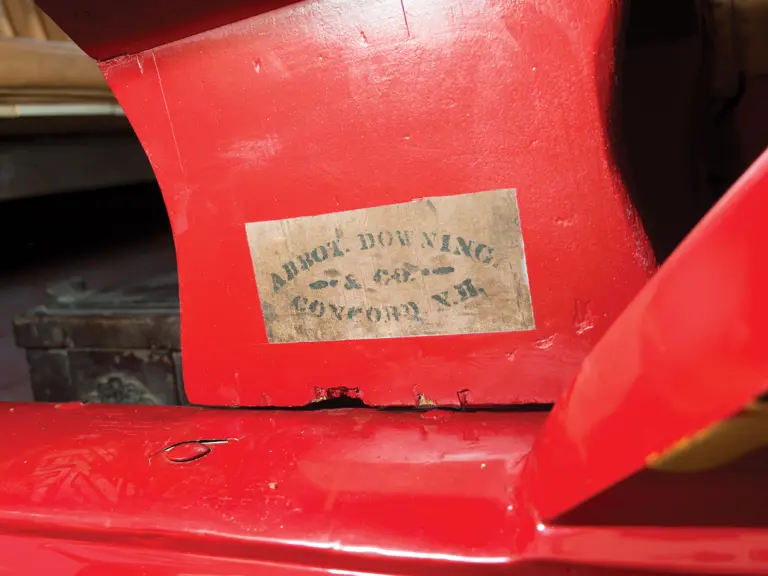 ABBOT. DOWNING.
& CO.
CONCORD, N.H.